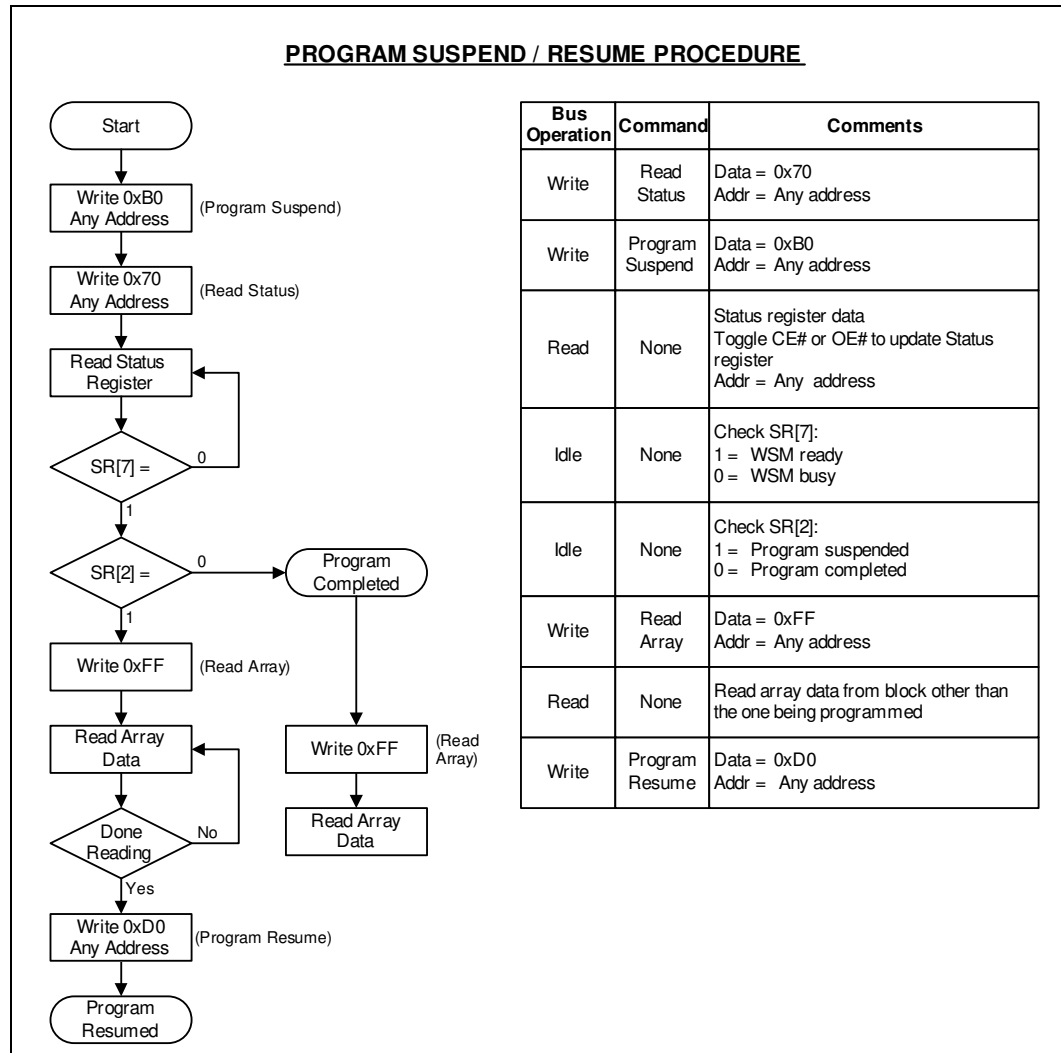 PROGRAM SUSPEND / RESUME PROCEDURE
Start
Write 0xB0
Any Address
(Program Suspend)
Write 0x70
Any Address
(Read Status)
Read Status
Register
SR[7] =
0
1
SR[2] =
0
1
Program
Completed
Write 0xFF
(Read Array)
Read Array
Data
Write 0xFF
(Read
Array)
Read Array
Data
Done
Reading
No
Yes
Write 0xD0
Any Address
(Program Resume)
Program
Resumed
Bus
Operation
Command
Comments
Write
Read
Status
Data = 0x70
Addr = Any address
Write
Program
Suspend
Data = 0xB0
Addr = Any address
Read
None
Status register data
Toggle CE# or OE# to update Status
register
Addr = Any address
Idle
None
Check SR[7]:
1 = WSM ready
0 = WSM busy
Idle
None
Check SR[2]:
1 = Program suspended
0 = Program completed
Write
Read
Array
Data = 0xFF
Addr = Any address
Read
None
Read array data from block other than
the one being programmed
Write
Program
Resume
Data = 0xD0
Addr = Any address